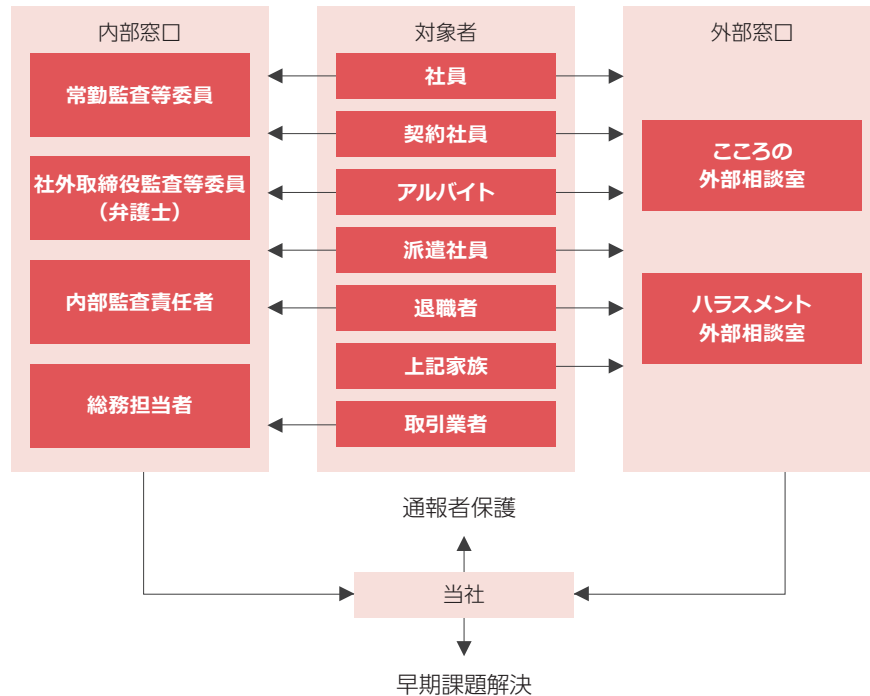 内部窓口
常勤監査等委員
社外取締役監査等委員
（弁護士）
内部監査責任者
総務担当者
対象者
社員
契約社員
アルバイト
派遣社員
退職者
上記家族
取引業者
外部窓口
こころの
外部相談室
ハラスメント
外部相談室
通報者保護
当社
早期課題解決